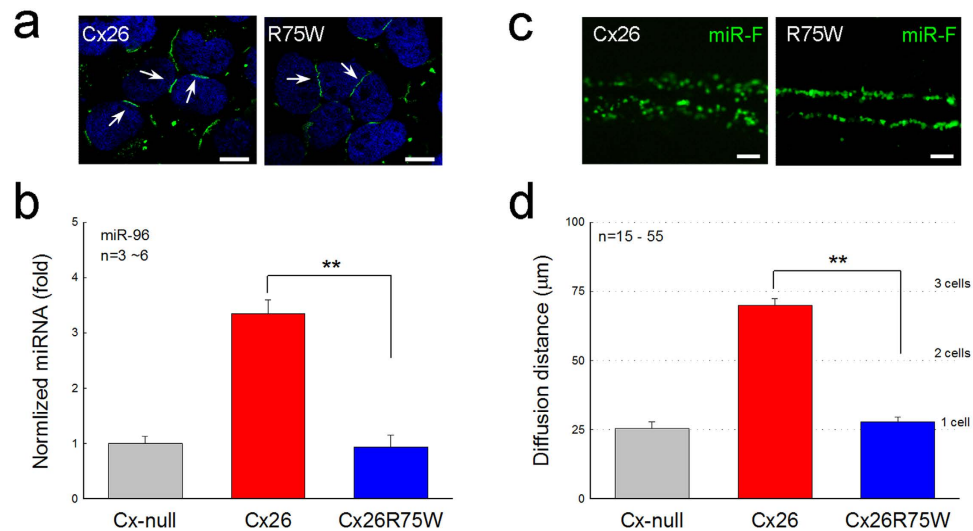 a
Cx26
R75W
c
Cx26 miR-F
R75W miR-F
b
Normlized miRNA (fold)
5
4
3
2
1
0
miR-96
n=3 ~6
**
Cx-null
Cx26
Cx26R75W
d
Diffusion distance (µm)
100
75
50
25
0
n=15 - 55
**
3 cells
2 cells
1 cell
Cx-null
Cx26
Cx26R75W